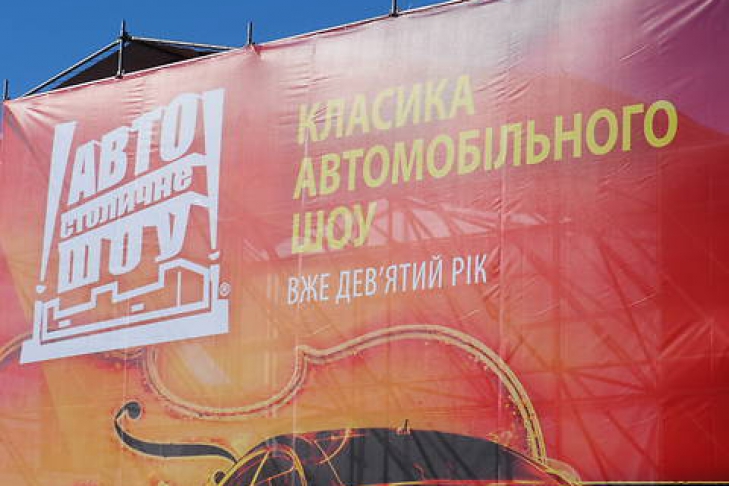 АВТО
СТОЛИЧНЕ
ШОУ
®
КЛАСИКА
АВТОМОБІЛЬНОГО
ШОУ
ВЖЕ ДЕВ'ЯТИЙ РІК